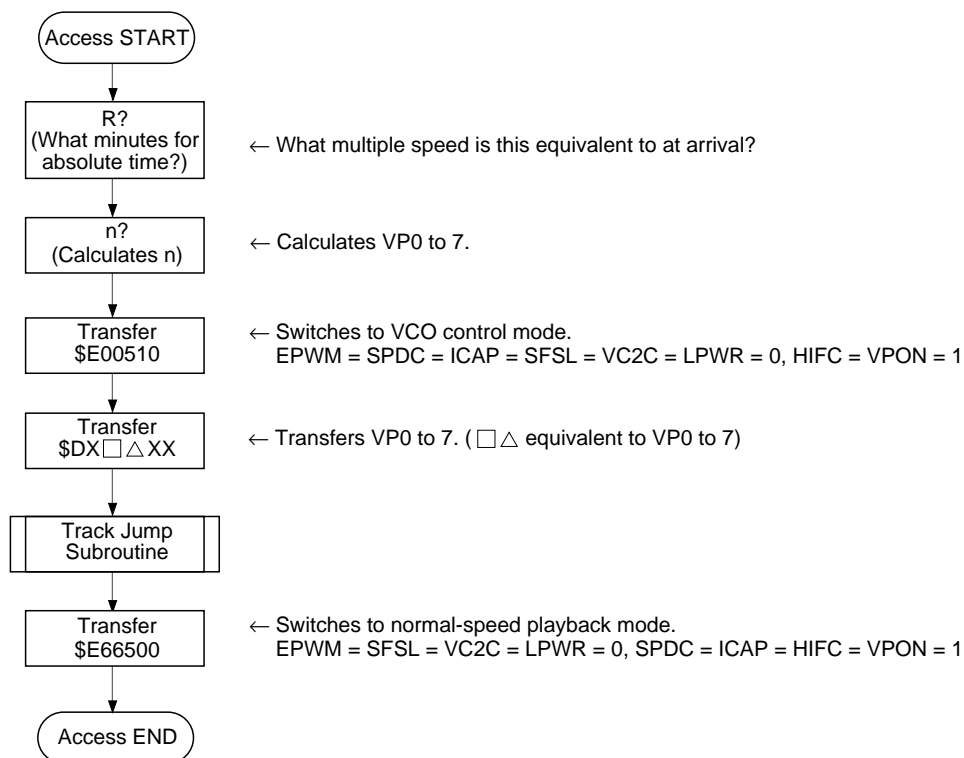 Access START
R?
(What minutes for
absolute time?)
← What multiple speed is this equivalent to at arrival?
n?
(Calculates n)
← Calculates VP0 to 7.
Transfer
$E00510
← Switches to VCO control mode.
EPWM = SPDC = ICAP = SFSL = VC2C = LPWR = 0, HIFC = VPON = 1
Transfer
$DX□△XX
← Transfers VP0 to 7. ( □△ equivalent to VP0 to 7)
Track Jump
Subroutine
Transfer
$E66500
← Switches to normal-speed playback mode.
EPWM = SFSL = VC2C = LPWR = 0, SPDC = ICAP = HIFC = VPON = 1
Access END